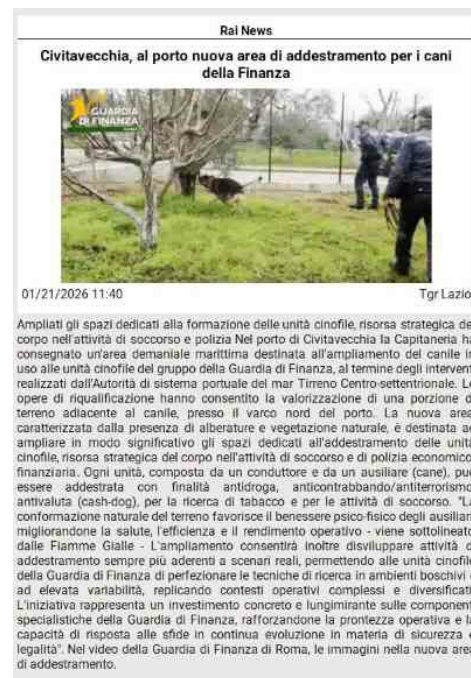 Rai News
Civitavecchia, al porto nuova area di addestramento per i cani
della Finanza
GUARDIA
DI FINANZA
01/21/2026 11:40
Tgr Lazio
Ampliati gli spazi dedicati alla formazione delle unità cinofile, risorsa strategica de
corpo nell'attività di soccorso e polizia Nel porto di Civitavecchia la Capitaneria ha
consegnato un'area demaniale marittima destinata all'ampliamento del canile in
uso alle unità cinofile del gruppo della Guardia di Finanza, al termine degli intervent
realizzati dall'Autorità di sistema portuale del mar Tirreno Centro-settentrionale. Le
opere di riqualificazione hanno consentito la valorizzazione di una porzione d
terreno adiacente al canile, presso il varco nord del porto. La nuova area
caratterizzata dalla presenza di alberature e vegetazione naturale, è destinata ad
ampliare in modo significativo gli spazi dedicati all'addestramento delle unità
cinofile, risorsa strategica del corpo nell'attività di soccorso e di polizia economico
finanziaria. Ogni unità, composta da un conduttore e da un ausiliare (cane), può
essere addestrata con finalità antidroga, anticontrabbando/antiterrorismo
antivaluta (cash-dog), per la ricerca di tabacco e per le attività di soccorso. "La
conformazione naturale del terreno favorisce il benessere psico-fisico degli ausiliar
migliorandone la salute, l'efficienza e il rendimento operativo - viene sottolineato
dalle Fiamme Gialle - L'ampliamento consentirà inoltre disviluppare attività d
addestramento sempre più aderenti a scenari reali, permettendo alle unità cinofile
della Guardia di Finanza di perfezionare le tecniche di ricerca in ambienti boschivi e
ad elevata variabilità, replicando contesti operativi complessi e diversificati
L'iniziativa rappresenta un investimento concreto e lungimirante sulle component
specialistiche della Guardia di Finanza, rafforzandone la prontezza operativa e la
capacità di risposta alle sfide in continua evoluzione in materia di sicurezza e
legalità". Nel video della Guardia di Finanza di Roma, le immagini nella nuova area
di addestramento.